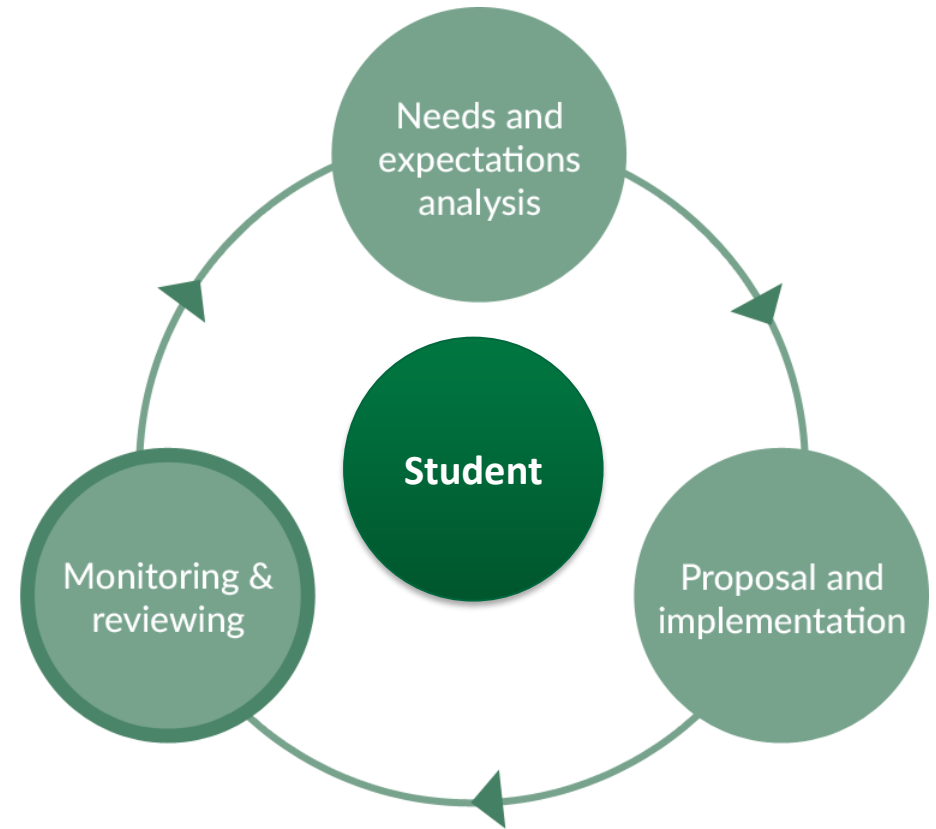 Needs and
expectations
analysis
Student
Monitoring &
reviewing
Proposal and
implementation